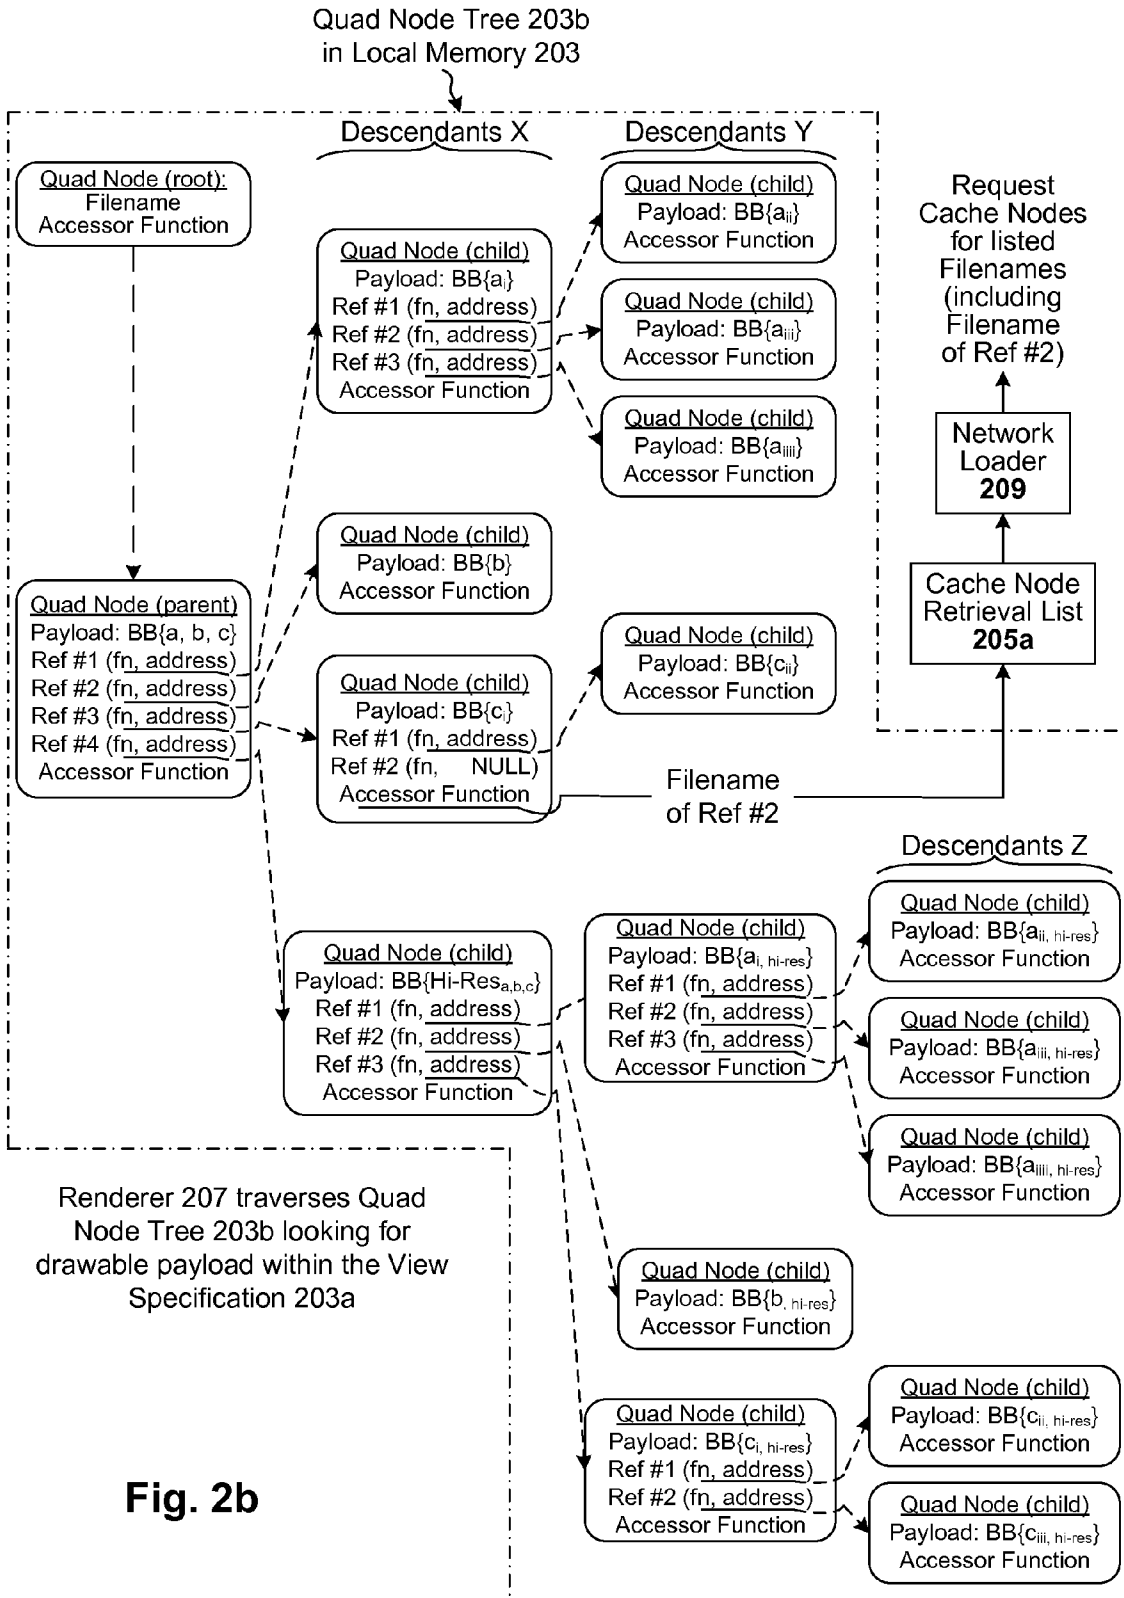 Quad Node Tree 203b
in Local Memory 203
Descendants X
Descendants Y
Quad Node (root):
Filename
Accessor Function
Quad Node (child)
Payload: BB{aᵢ}
Ref #1 (fn, address)
Ref #2 (fn, address)
Ref #3 (fn, address)
Accessor Function
Quad Node (child)
Payload: BB{aᵢᵢ}
Accessor Function
Quad Node (child)
Payload: BB{aᵢᵢᵢ}
Accessor Function
Quad Node (child)
Payload: BB{aᵢᵢᵢᵢ}
Accessor Function
Request
Cache Nodes
for listed
Filenames
(including
Filename
of Ref #2)
Network
Loader
209
Cache Node
Retrieval List
205a
Quad Node (parent)
Payload: BB{a, b, c}
Ref #1 (fn, address)
Ref #2 (fn, address)
Ref #3 (fn, address)
Ref #4 (fn, address)
Accessor Function
Quad Node (child)
Payload: BB{b}
Accessor Function
Quad Node (child)
Payload: BB{cᵢ}
Ref #1 (fn, address)
Ref #2 (fn, NULL)
Accessor Function
Quad Node (child)
Payload: BB{cᵢᵢ}
Accessor Function
Filename
of Ref #2
Descendants Z
Quad Node (child)
Payload: BB{Hi-Res a,b,c}
Ref #1 (fn, address)
Ref #2 (fn, address)
Ref #3 (fn, address)
Accessor Function
Quad Node (child)
Payload: BB{aᵢ, hi-res}
Ref #1 (fn, address)
Ref #2 (fn, address)
Ref #3 (fn, address)
Accessor Function
Quad Node (child)
Payload: BB{aᵢᵢ, hi-res}
Accessor Function
Quad Node (child)
Payload: BB{aᵢᵢᵢ, hi-res}
Accessor Function
Quad Node (child)
Payload: BB{aᵢᵢᵢᵢ, hi-res}
Accessor Function
Renderer 207 traverses Quad
Node Tree 203b looking for
drawable payload within the View
Specification 203a
Quad Node (child)
Payload: BB{b, hi-res}
Accessor Function
Quad Node (child)
Payload: BB{cᵢ, hi-res}
Ref #1 (fn, address)
Ref #2 (fn, address)
Accessor Function
Quad Node (child)
Payload: BB{cᵢᵢ, hi-res}
Accessor Function
Quad Node (child)
Payload: BB{cᵢᵢᵢ, hi-res}
Accessor Function
Fig. 2b